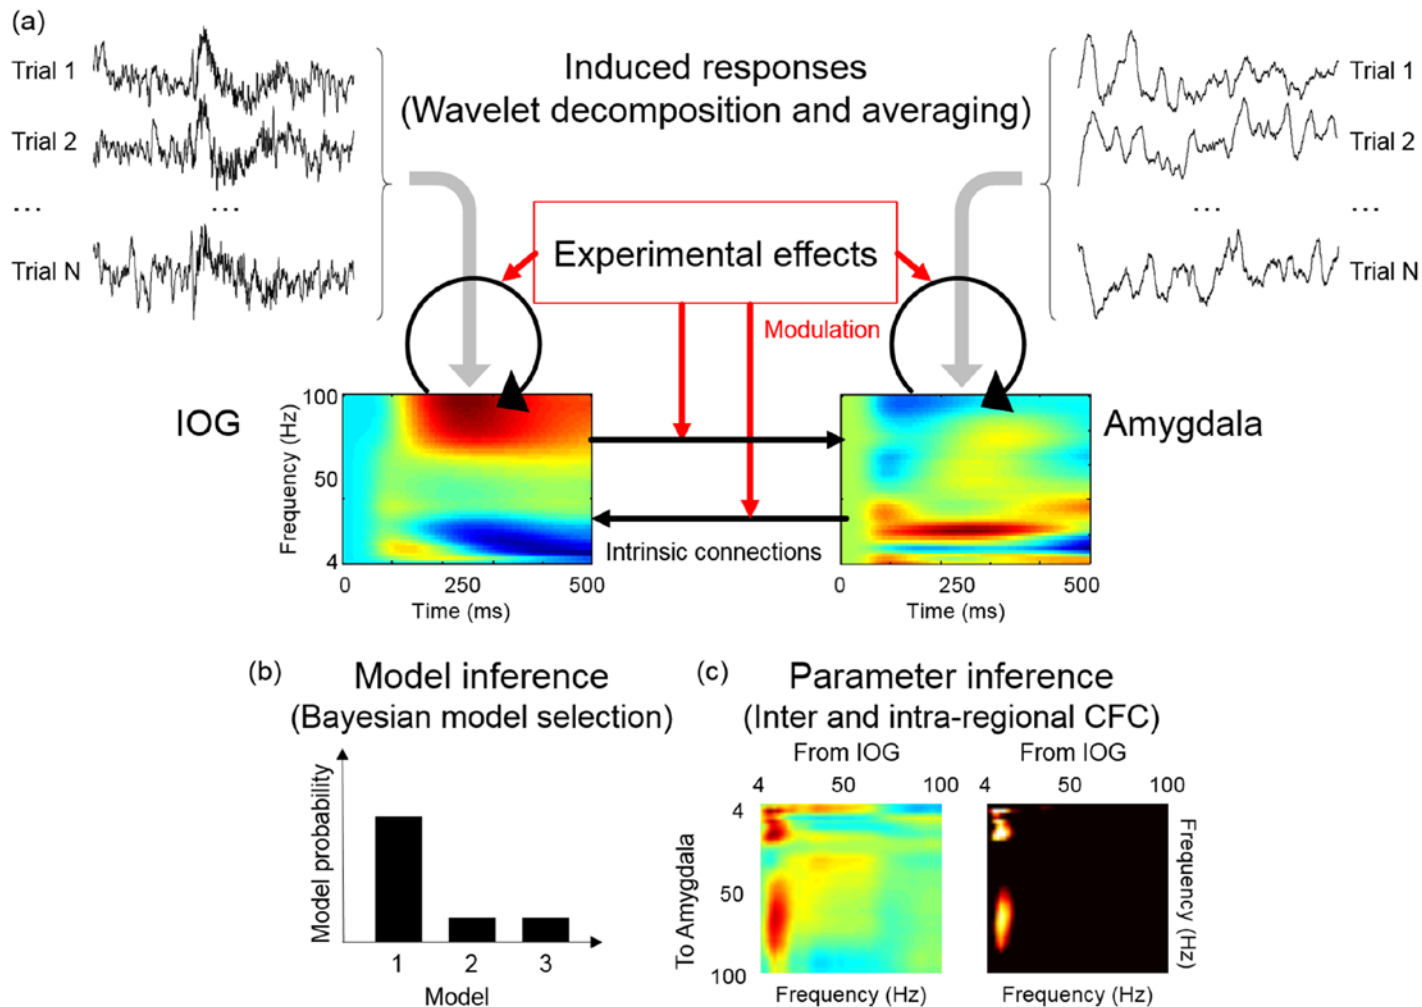 (a)
Trial 1
Trial 2
...
...
Trial N
Induced responses
(Wavelet decomposition and averaging)
Trial 1
Trial 2
...
...
Trial N
Experimental effects
Modulation
IOG
Frequency (Hz)
100
50
4
0 250 500
Time (ms)
Intrinsic connections
Amygdala
0 250 500
Time (ms)
(b)
Model inference
(Bayesian model selection)
Model probability
1 2 3
Model
(c)
Parameter inference
(Inter and intra-regional CFC)
From IOG
4 50 100
To Amygdala
4
50
100
Frequency (Hz)
From IOG
4 50 100
Frequency (Hz)
Frequency (Hz)